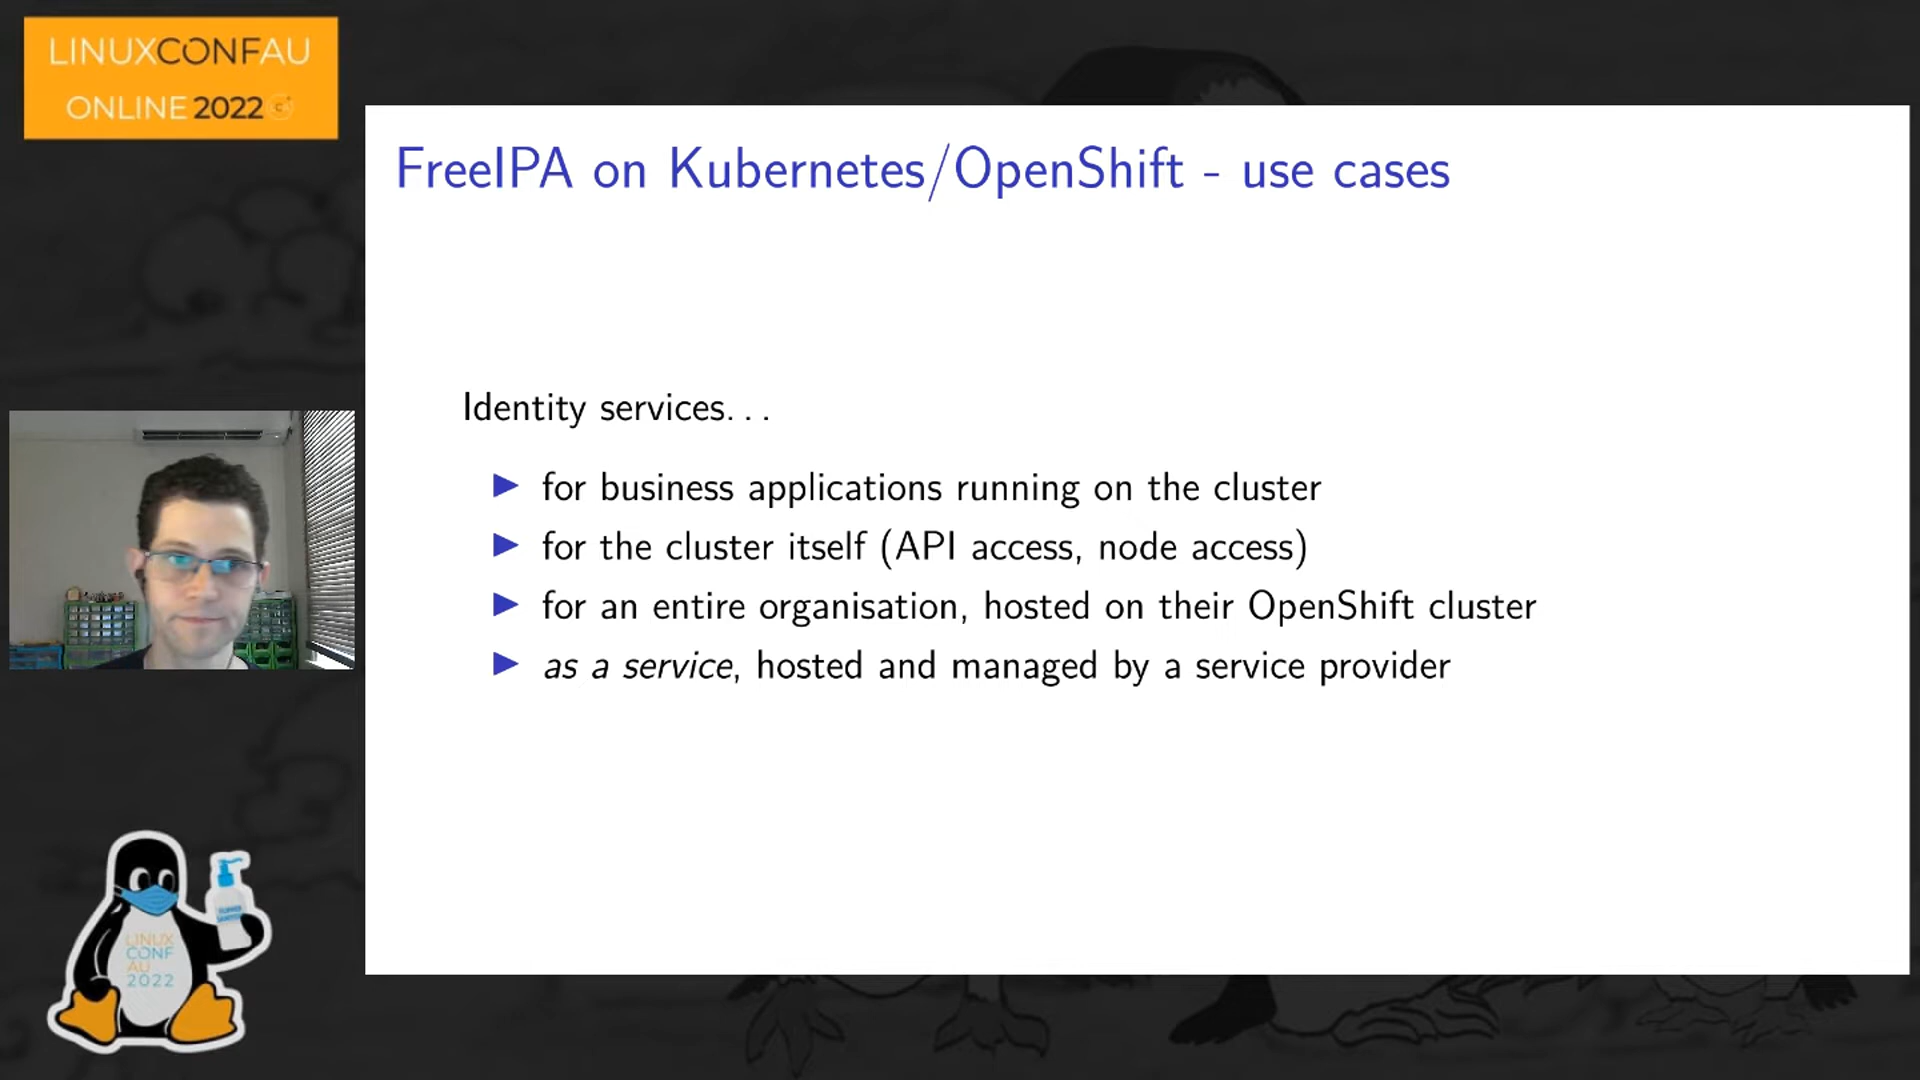 LINUXCONFAU
ONLINE 2022
FreeIPA on Kubernetes/OpenShift - use cases
Identity services. . .
for business applications running on the cluster
for the cluster itself (API access, node access)
for an entire organisation, hosted on their OpenShift cluster
as a service, hosted and managed by a service provider
LINUX
CONF
AU
2022